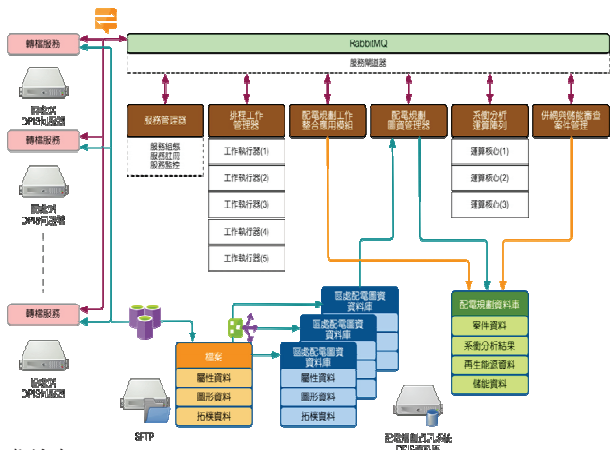 RabbitMQ
服務閘道器
轉檔服務
轉檔服務
轉檔服務
服務管理器
服務組態
服務註冊
服務監控
排程工作
管理器
工作執行器(1)
工作執行器(2)
工作執行器(3)
工作執行器(4)
工作執行器(5)
配電規劃工作
整合應用模組
配電規劃
圖資管理器
系衝分析
運算陣列
運算核心(1)
運算核心(2)
運算核心(3)
併網與儲能審查
案件管理
檔案
屬性資料
圖形資料
拓樸資料
SFTP
區處配電圖資
資料庫
區處配電圖資
資料庫
區處配電圖資
資料庫
屬性資料
圖形資料
拓樸資料
配電規劃資料庫
案件資料
系衝分析結果
再生能源資料
儲能資料